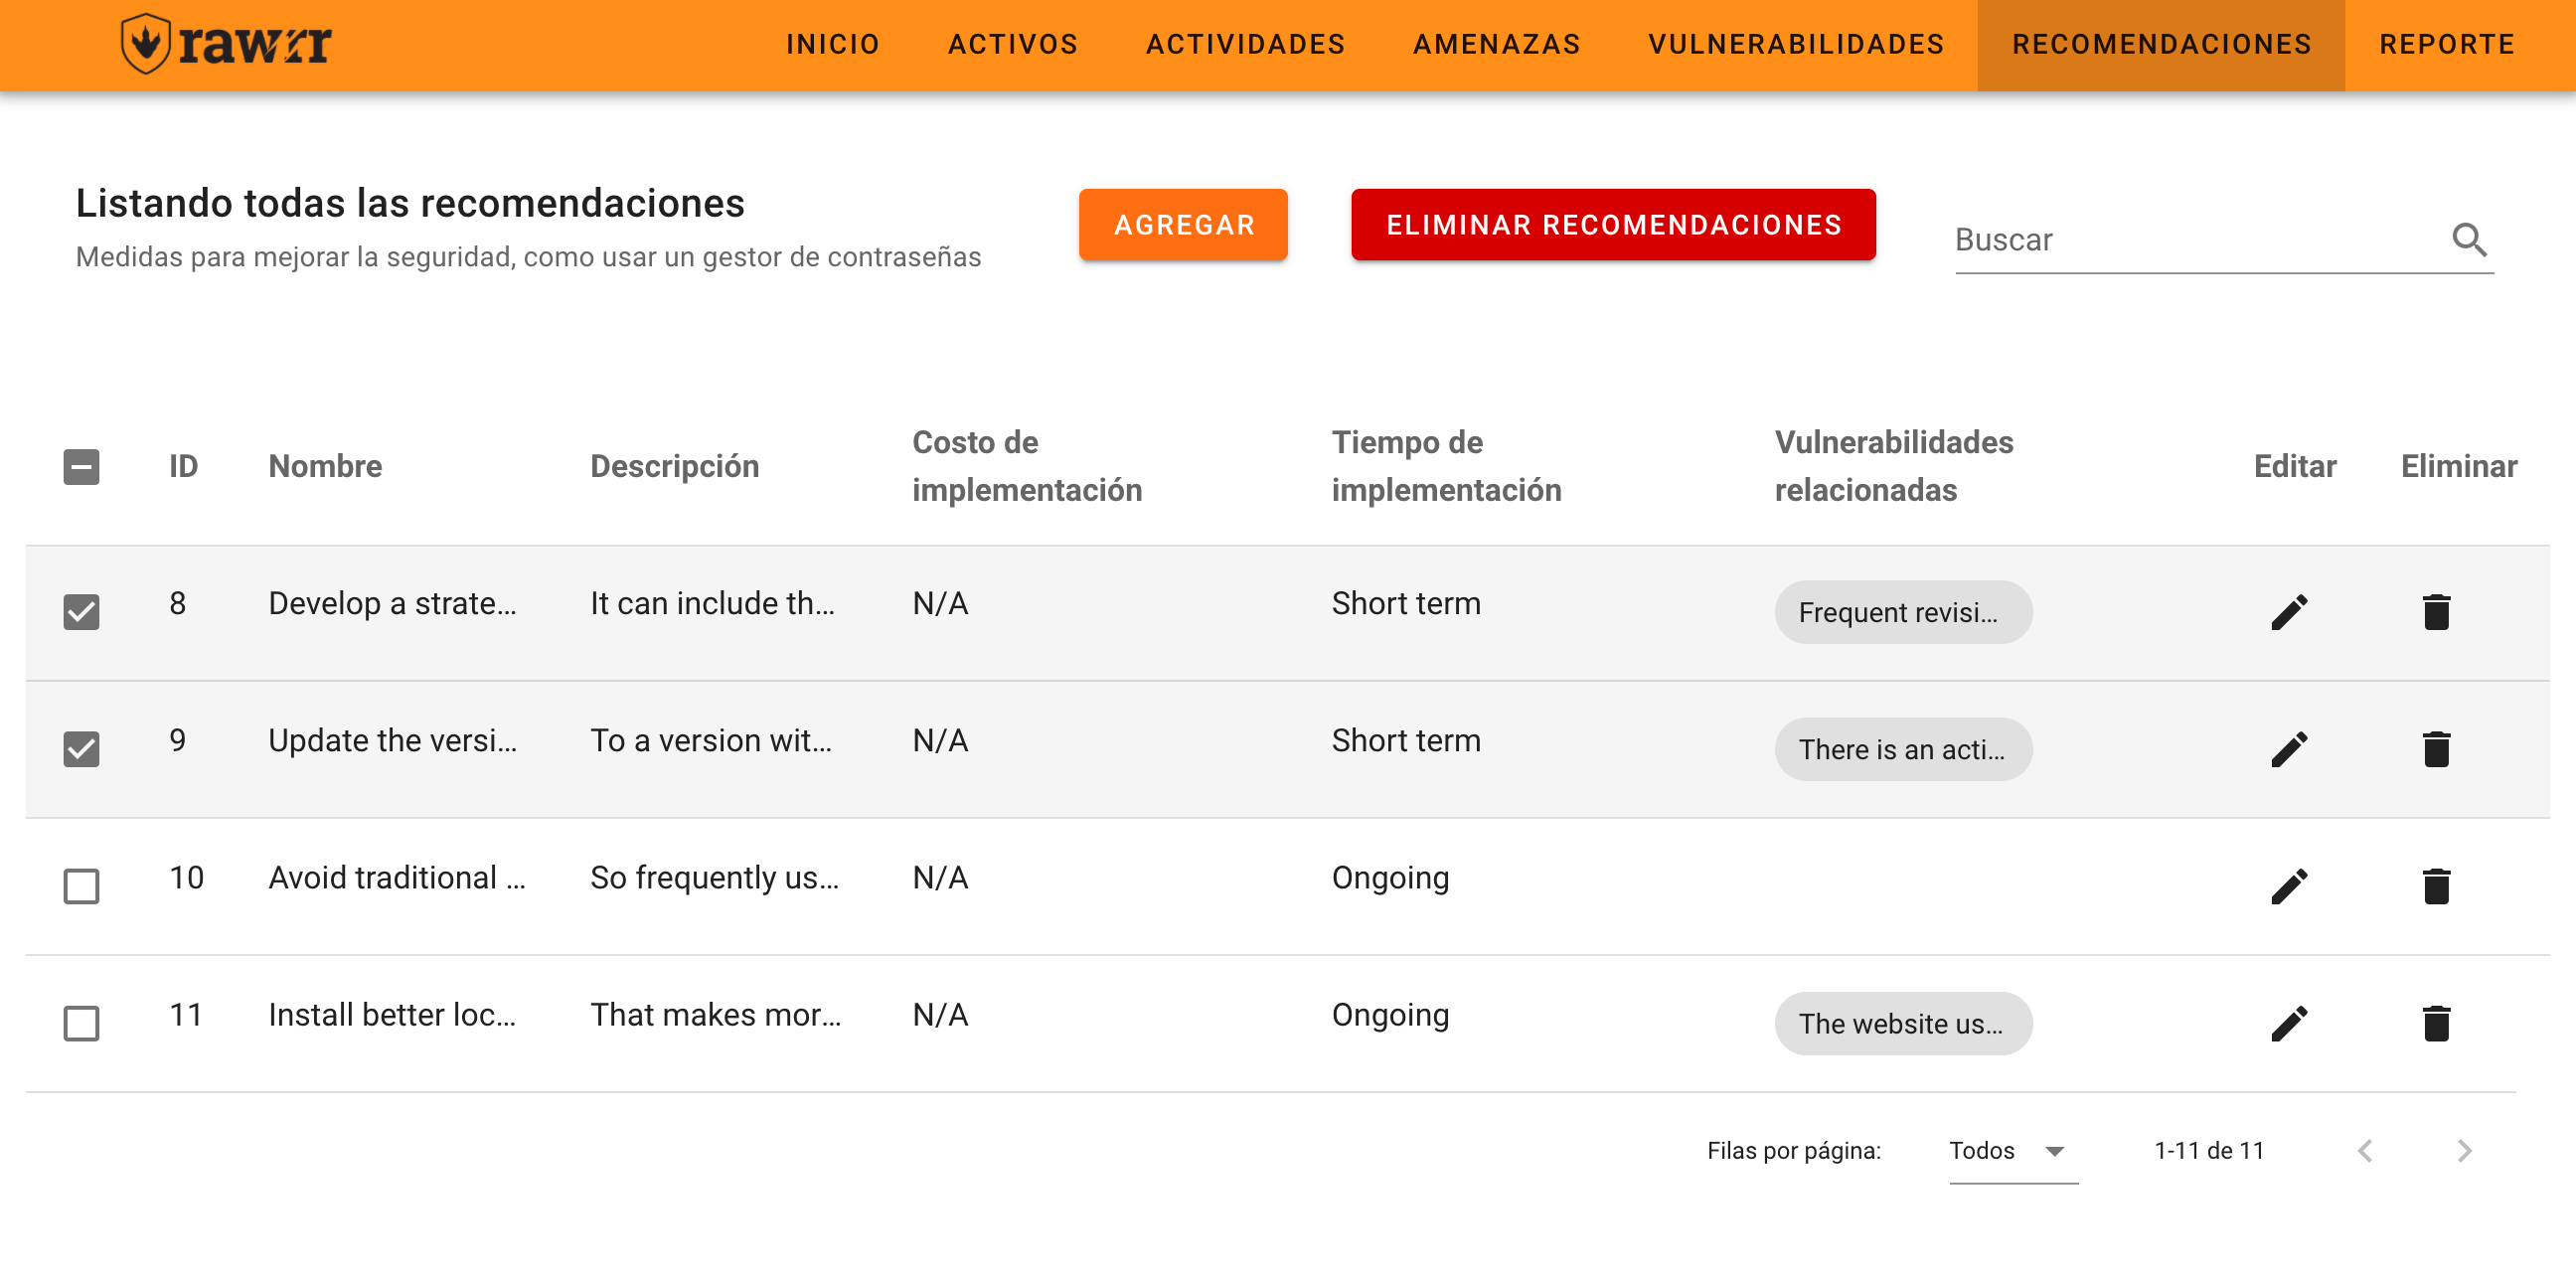 rawrr
INICIO ACTIVOS ACTIVIDADES AMENAZAS VULNERABILIDADES RECOMENDACIONES REPORTE
Listando todas las recomendaciones
Medidas para mejorar la seguridad, como usar un gestor de contraseñas
AGREGAR
ELIMINAR RECOMENDACIONES
Buscar
ID Nombre Descripción Costo de implementación Tiempo de implementación Vulnerabilidades relacionadas Editar Eliminar
8 Develop a strate... It can include th... N/A Short term Frequent revisi...
9 Update the versi... To a version wit... N/A Short term There is an acti...
10 Avoid traditional ... So frequently us... N/A Ongoing
11 Install better loc... That makes mor... N/A Ongoing The website us...
Filas por página: Todos 1-11 de 11